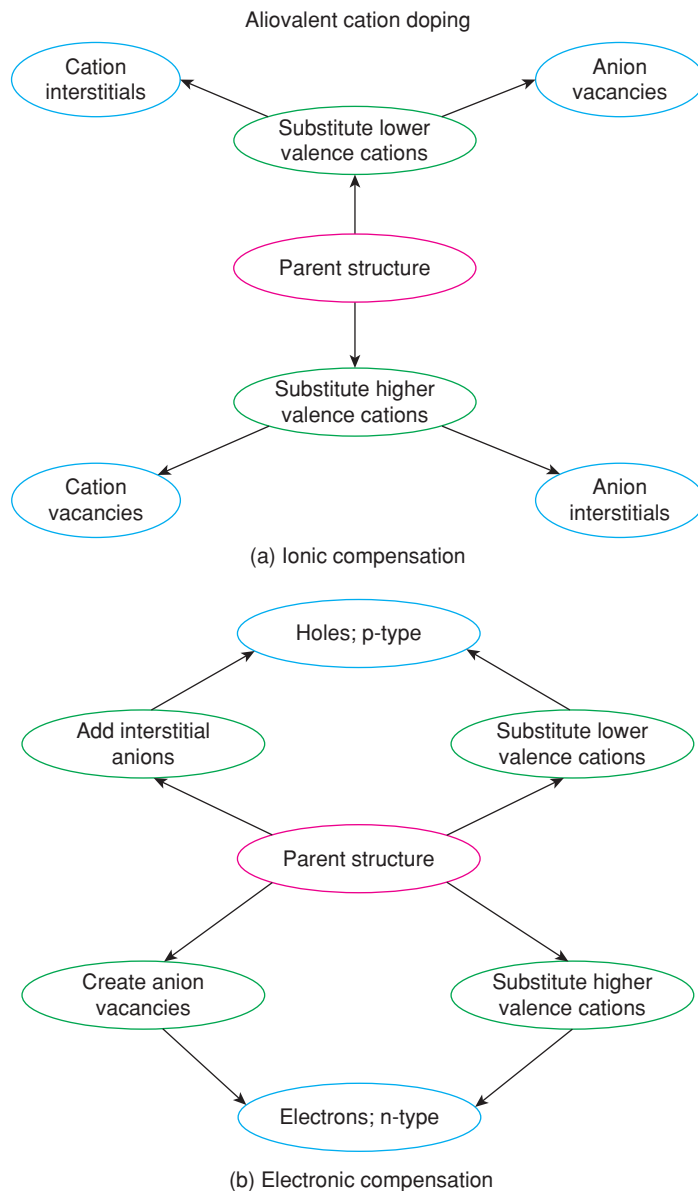 Aliovalent cation doping
Cation
interstitials
Anion
vacancies
Substitute lower
valence cations
Parent structure
Substitute higher
valence cations
Cation
vacancies
Anion
interstitials
(a) Ionic compensation
Holes; p-type
Add interstitial
anions
Substitute lower
valence cations
Parent structure
Create anion
vacancies
Substitute higher
valence cations
Electrons; n-type
(b) Electronic compensation